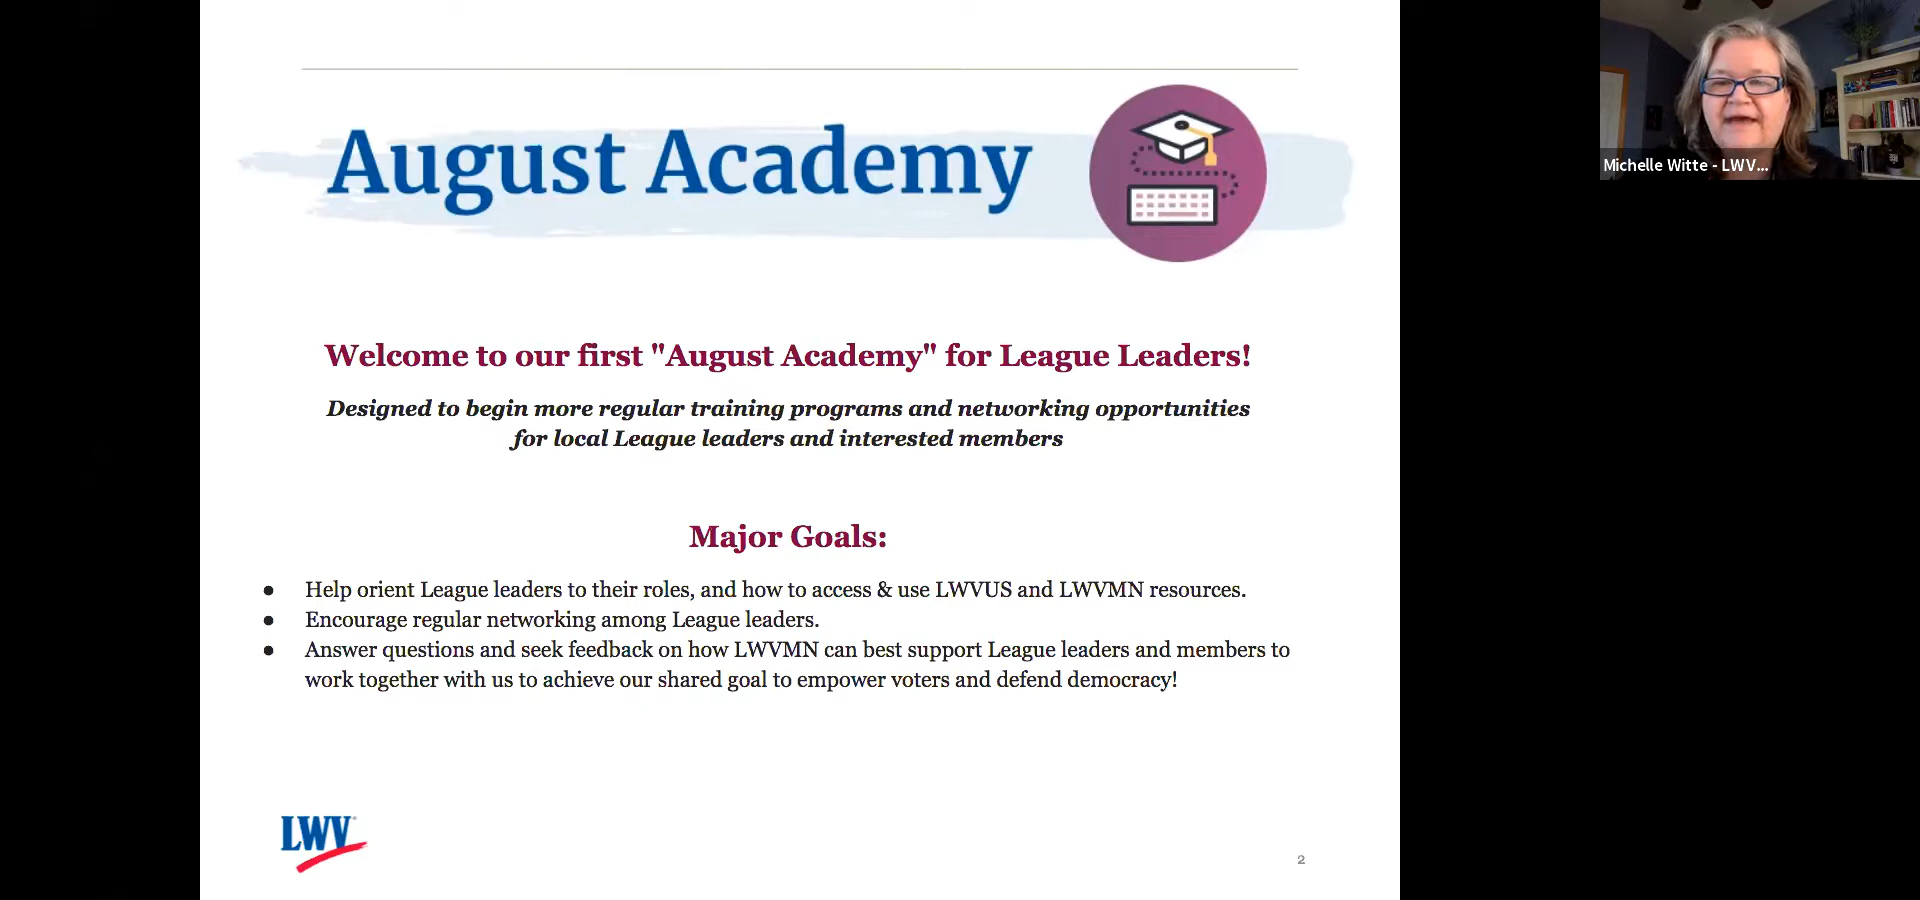 August Academy
Michelle Witte - LWV...
Welcome to our first "August Academy" for League Leaders!
Designed to begin more regular training programs and networking opportunities
for local League leaders and interested members
Major Goals:
● Help orient League leaders to their roles, and how to access & use LWVUS and LWVMN resources.
● Encourage regular networking among League leaders.
● Answer questions and seek feedback on how LWVMN can best support League leaders and members to
work together with us to achieve our shared goal to empower voters and defend democracy!
LWV
2